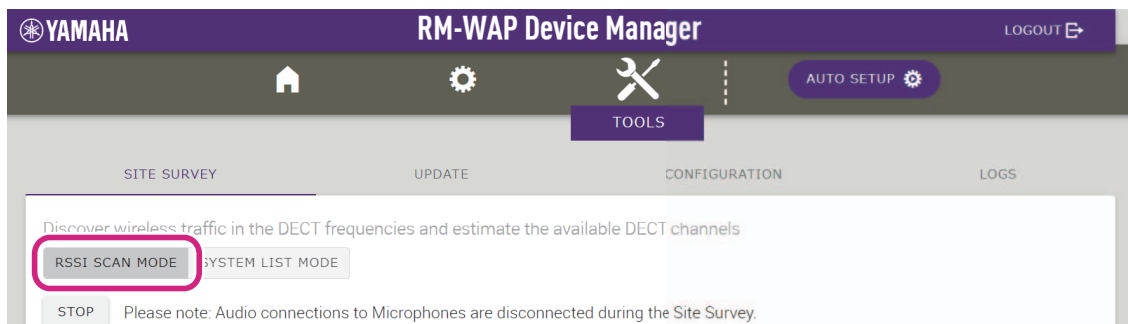 YAMAHA RM-WAP Device Manager LOGOUT
AUTO SETUP
TOOLS
SITE SURVEY UPDATE CONFIGURATION LOGS
Discover wireless traffic in the DECT frequencies and estimate the available DECT channels
RSSI SCAN MODE SYSTEM LIST MODE
STOP Please note: Audio connections to Microphones are disconnected during the Site Survey.